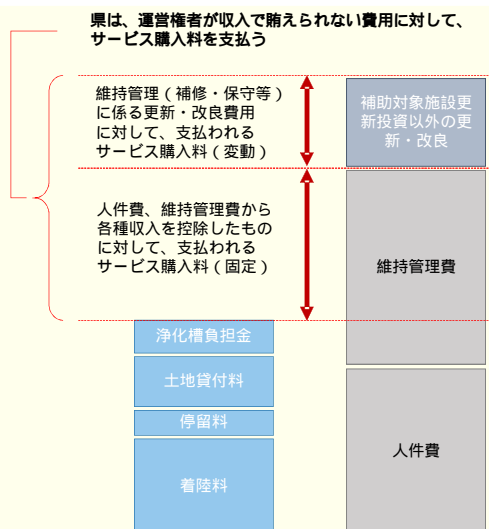 県は、運営権者が収入で賄えられない費用に対して、
サービス購入料を支払う
維持管理（補修・保守等）
に係る更新・改良費用
に対して、支払われる
サービス購入料（変動）
補助対象施設更
新投資以外の更
新・改良
人件費、維持管理費から
各種収入を控除したもの
に対して、支払われる
サービス購入料（固定）
維持管理費
浄化槽負担金
土地貸付料
停留料
着陸料
人件費